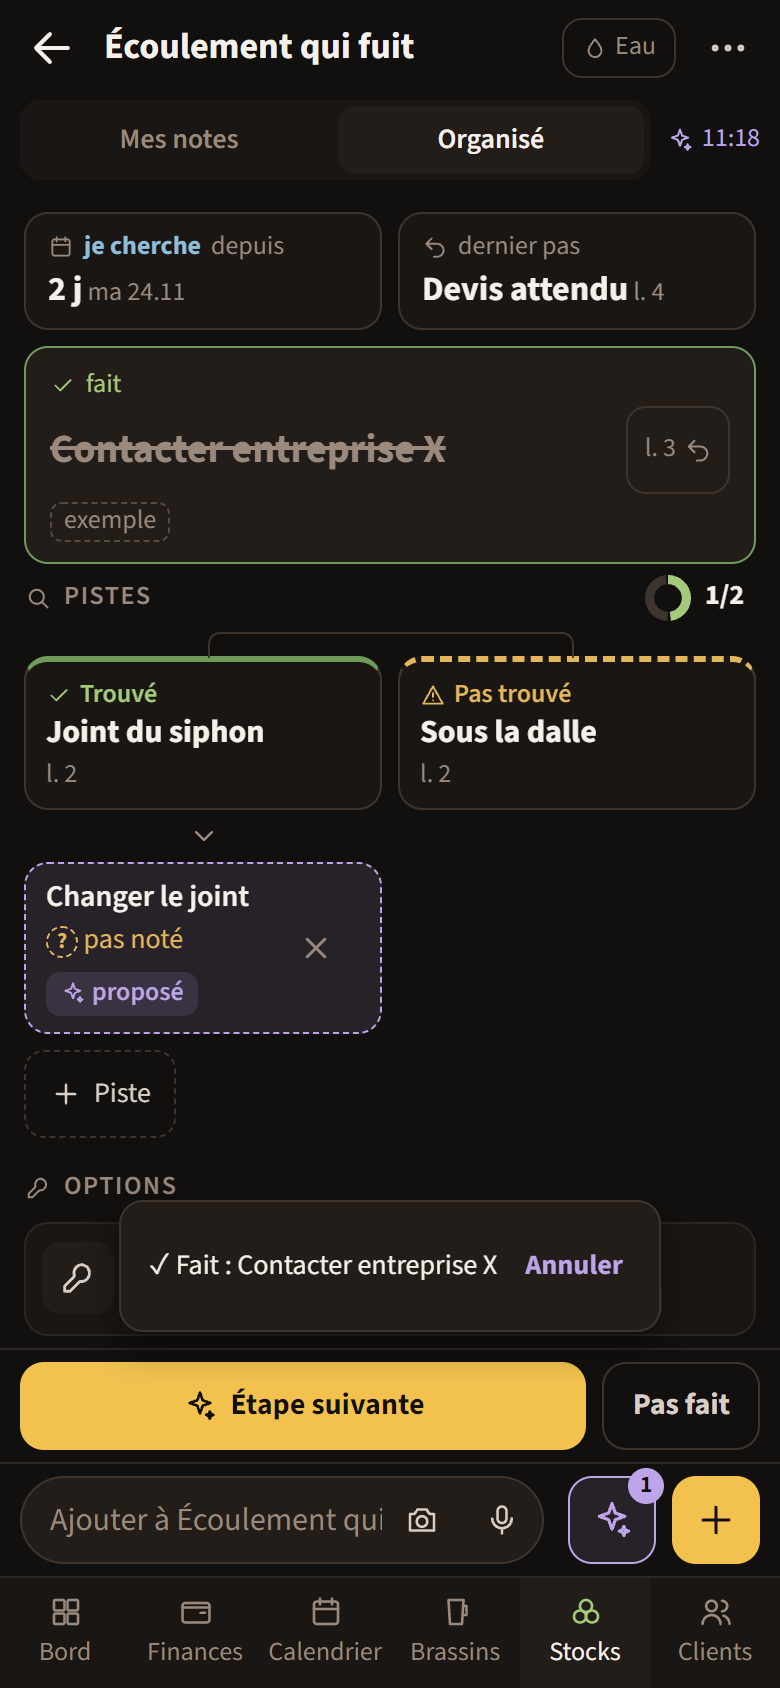 Écoulement qui fuit
Eau
Mes notes
Organisé
11:18
je cherche depuis
2 j ma 24.11
dernier pas
Devis attendu l. 4
fait
Contacter entreprise X
l. 3
exemple
PISTES
1/2
Trouvé
Joint du siphon
l. 2
Pas trouvé
Sous la dalle
l. 2
Changer le joint
? pas noté
proposé
+ Piste
OPTIONS
✓ Fait : Contacter entreprise X Annuler
Étape suivante
Pas fait
Ajouter à Écoulement qui
1
Bord
Finances
Calendrier
Brassins
Stocks
Clients